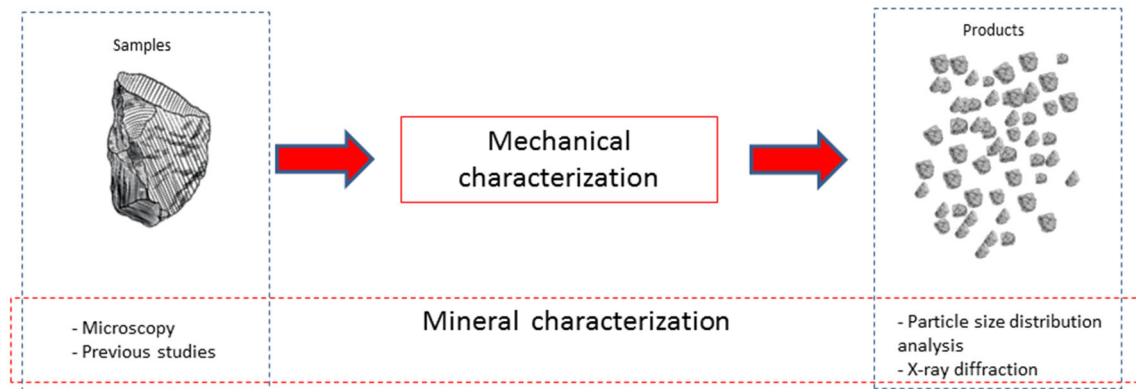 Samples
Products
Mechanical
characterization
Mineral characterization
- Microscopy
- Previous studies
- Particle size distribution
analysis
- X-ray diffraction